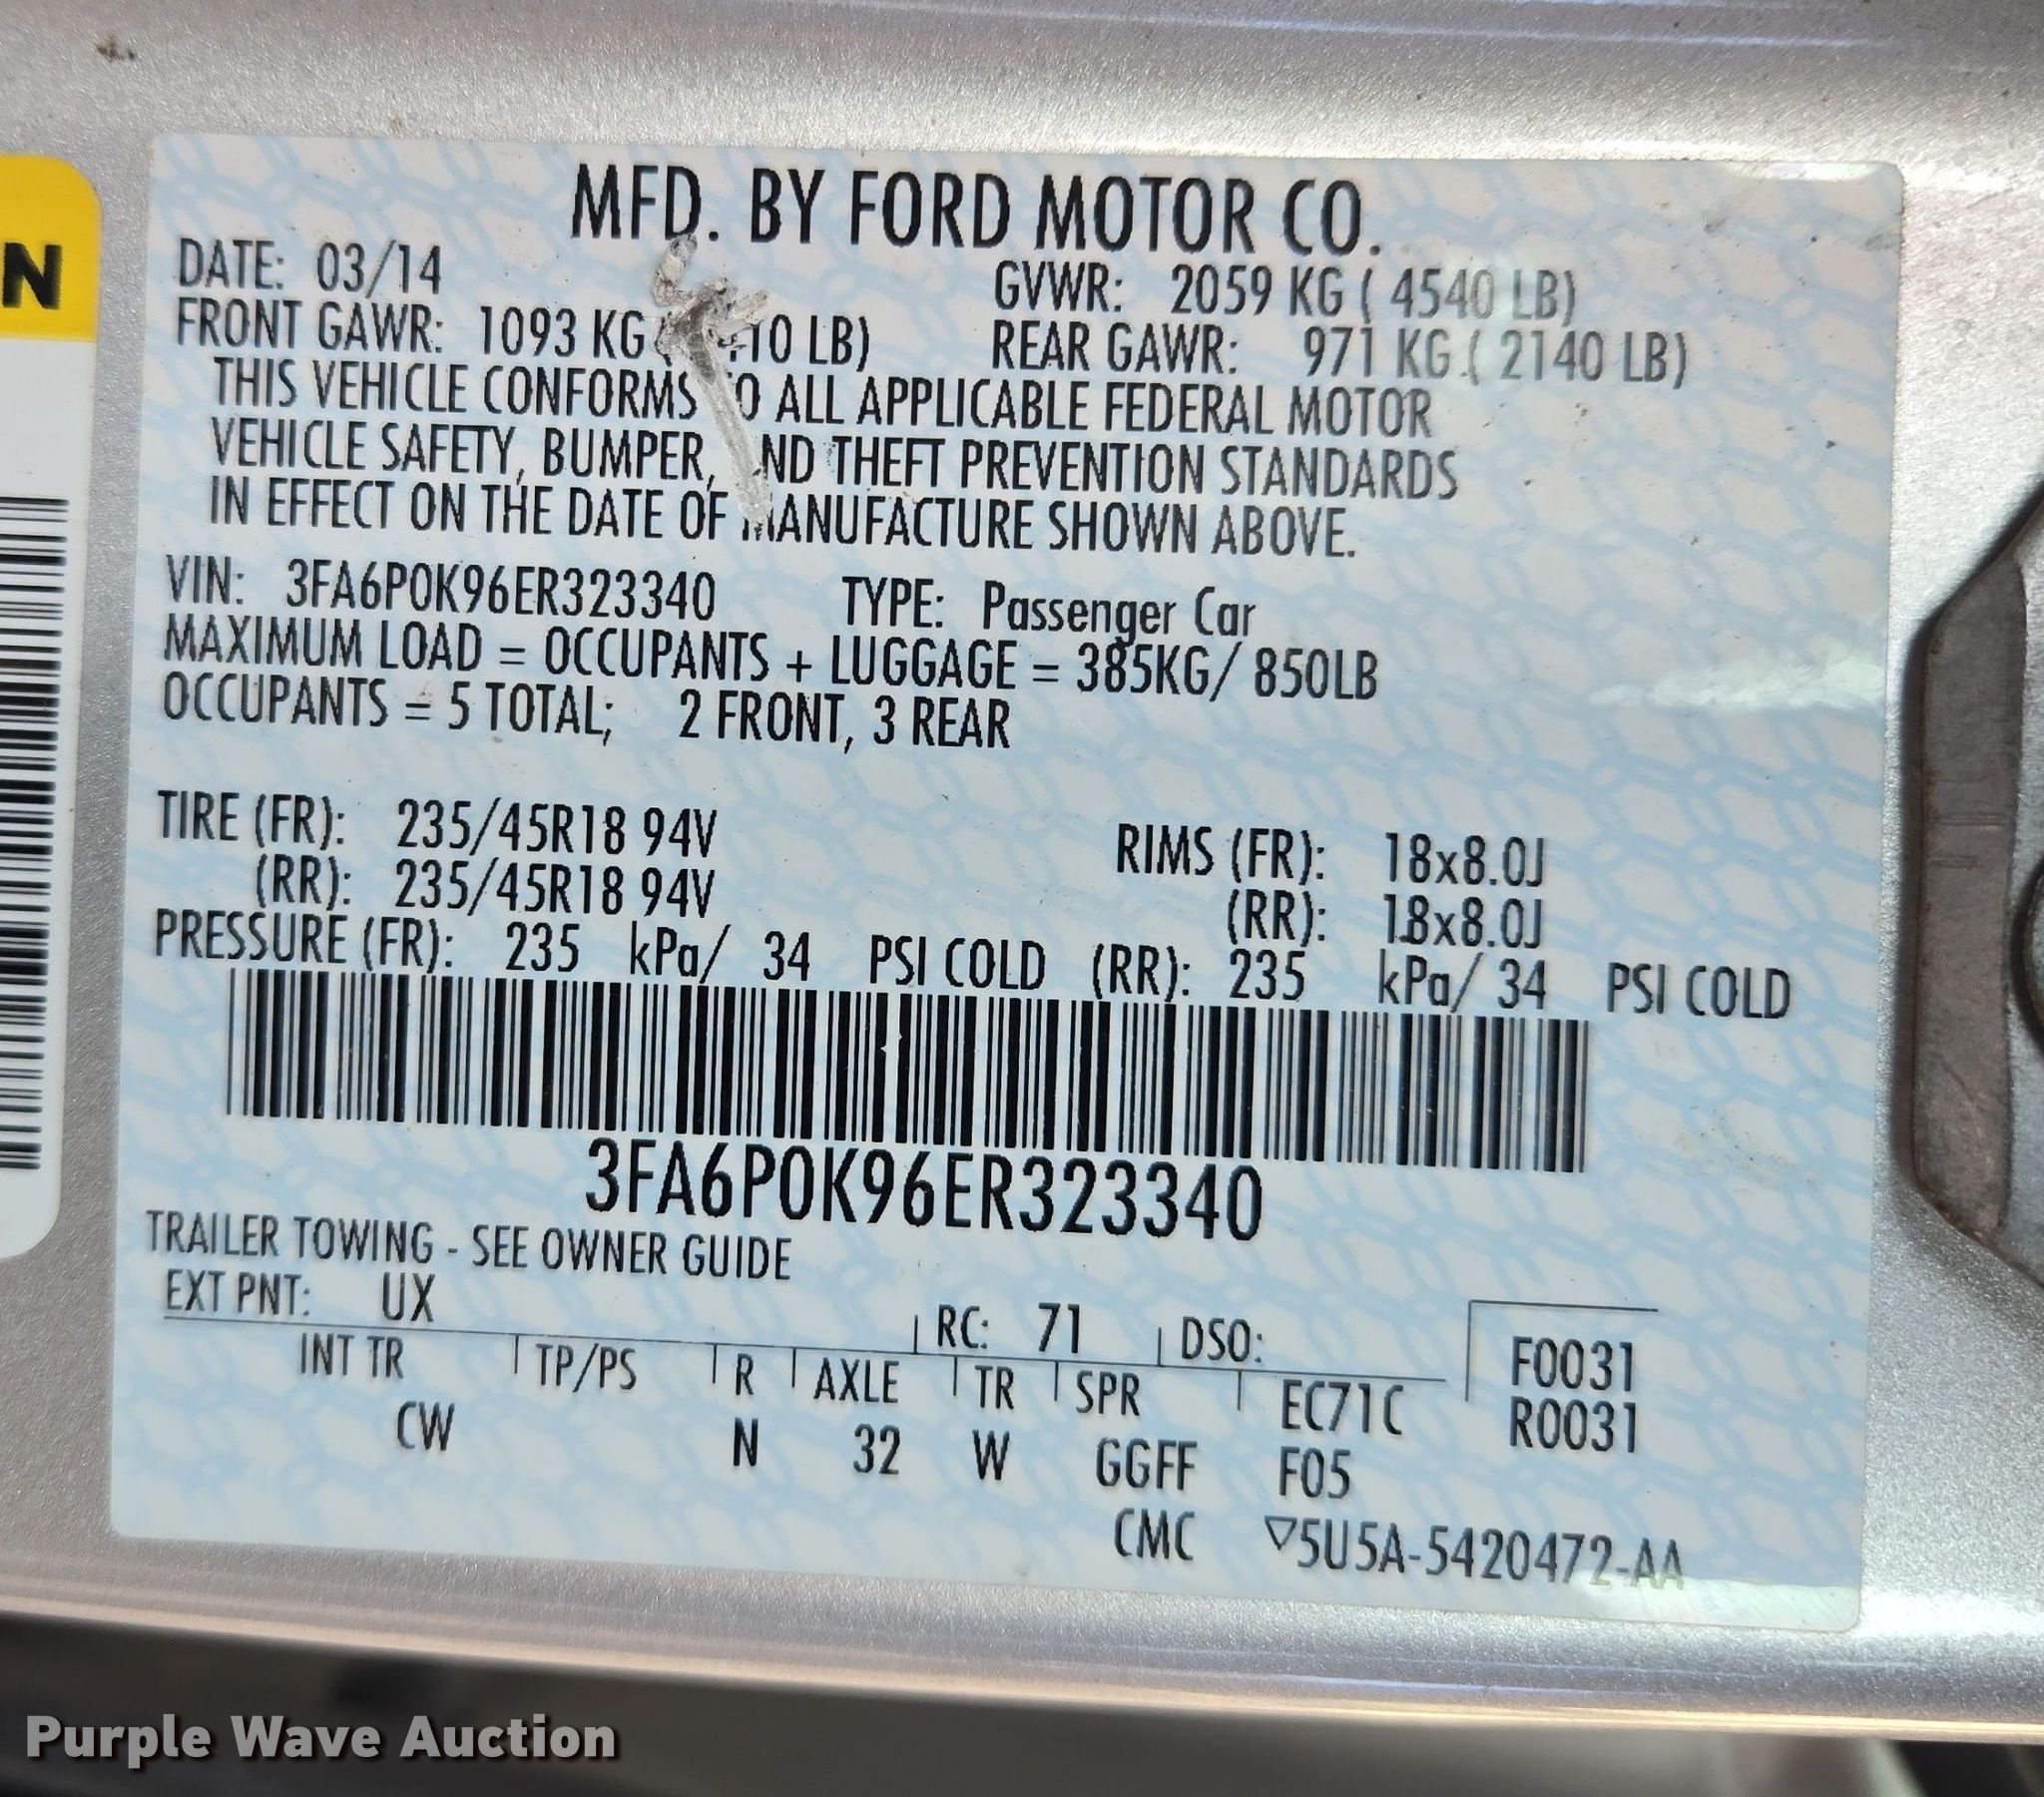 N
MFD. BY FORD MOTOR CO.
DATE: 03/14 GVWR: 2059 KG ( 4540 LB)
FRONT GAWR: 1093 KG ( 10 LB) REAR GAWR: 971 KG ( 2140 LB)
THIS VEHICLE CONFORMS TO ALL APPLICABLE FEDERAL MOTOR
VEHICLE SAFETY, BUMPER, AND THEFT PREVENTION STANDARDS
IN EFFECT ON THE DATE OF MANUFACTURE SHOWN ABOVE.
VIN: 3FA6P0K96ER323340 TYPE: Passenger Car
MAXIMUM LOAD = OCCUPANTS + LUGGAGE = 385KG/ 850LB
OCCUPANTS = 5 TOTAL; 2 FRONT, 3 REAR
TIRE (FR): 235/45R18 94V RIMS (FR): 18x8.0J
(RR): 235/45R18 94V (RR): 18x8.0J
PRESSURE (FR): 235 kPa/ 34 PSI COLD (RR): 235 kPa/ 34 PSI COLD
3FA6P0K96ER323340
TRAILER TOWING - SEE OWNER GUIDE
EXT PNT: UX RC: 71 DSO: F0031
INT TR TP/PS R AXLE TR SPR EC71C R0031
CW N 32 W GGFF F05
CMC ▽5U5A-5420472-AA
Purple Wave Auction